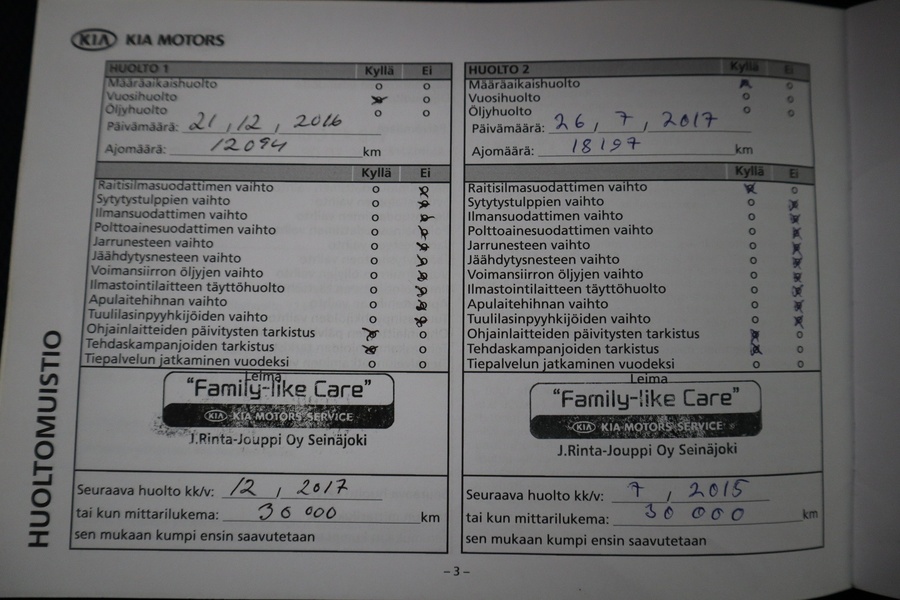 KIA KIA MOTORS
HUOLTO 1 Kyllä Ei
Määräaikaishuolto o o
Vuosihuolto x o
Öljyhuolto o o
Päivämäärä: 21, 12, 2016
Ajomäärä: 12094 km
Kyllä Ei
Raitisilmasuodattimen vaihto o x
Sytytystulppien vaihto o x
Ilmansuodattimen vaihto o x
Polttoainesuodattimen vaihto o x
Jarrunesteen vaihto o x
Jäähdytysnesteen vaihto o x
Voimansiirron öljyjen vaihto o x
Ilmastointilaitteen täyttöhuolto o x
Apulaitehihnan vaihto o x
Tuulilasinpyyhkijöiden vaihto o x
Ohjainlaitteiden päivitysten tarkistus x o
Tehdaskampanjoiden tarkistus x o
Tiepalvelun jatkaminen vuodeksi o o
Leima
"Family-like Care"
KIA KIA MOTORS SERVICE
J.Rinta-Jouppi Oy Seinäjoki
Seuraava huolto kk/v: 12, 2017
tai kun mittarilukema: 30 000 km
sen mukaan kumpi ensin saavutetaan
HUOLTO 2 Kyllä Ei
Määräaikaishuolto x o
Vuosihuolto o o
Öljyhuolto o o
Päivämäärä: 26, 7, 2017
Ajomäärä: 18197 km
Kyllä Ei
Raitisilmasuodattimen vaihto x o
Sytytystulppien vaihto o x
Ilmansuodattimen vaihto o x
Polttoainesuodattimen vaihto o x
Jarrunesteen vaihto o x
Jäähdytysnesteen vaihto o x
Voimansiirron öljyjen vaihto o x
Ilmastointilaitteen täyttöhuolto o x
Apulaitehihnan vaihto o x
Tuulilasinpyyhkijöiden vaihto o x
Ohjainlaitteiden päivitysten tarkistus x o
Tehdaskampanjoiden tarkistus x o
Tiepalvelun jatkaminen vuodeksi o o
Leima
"Family-like Care"
KIA KIA MOTORS SERVICE
J.Rinta-Jouppi Oy Seinäjoki
Seuraava huolto kk/v: 7, 2015
tai kun mittarilukema: 30 000 km
sen mukaan kumpi ensin saavutetaan
HUOLTOMUISTIO
– 3 –